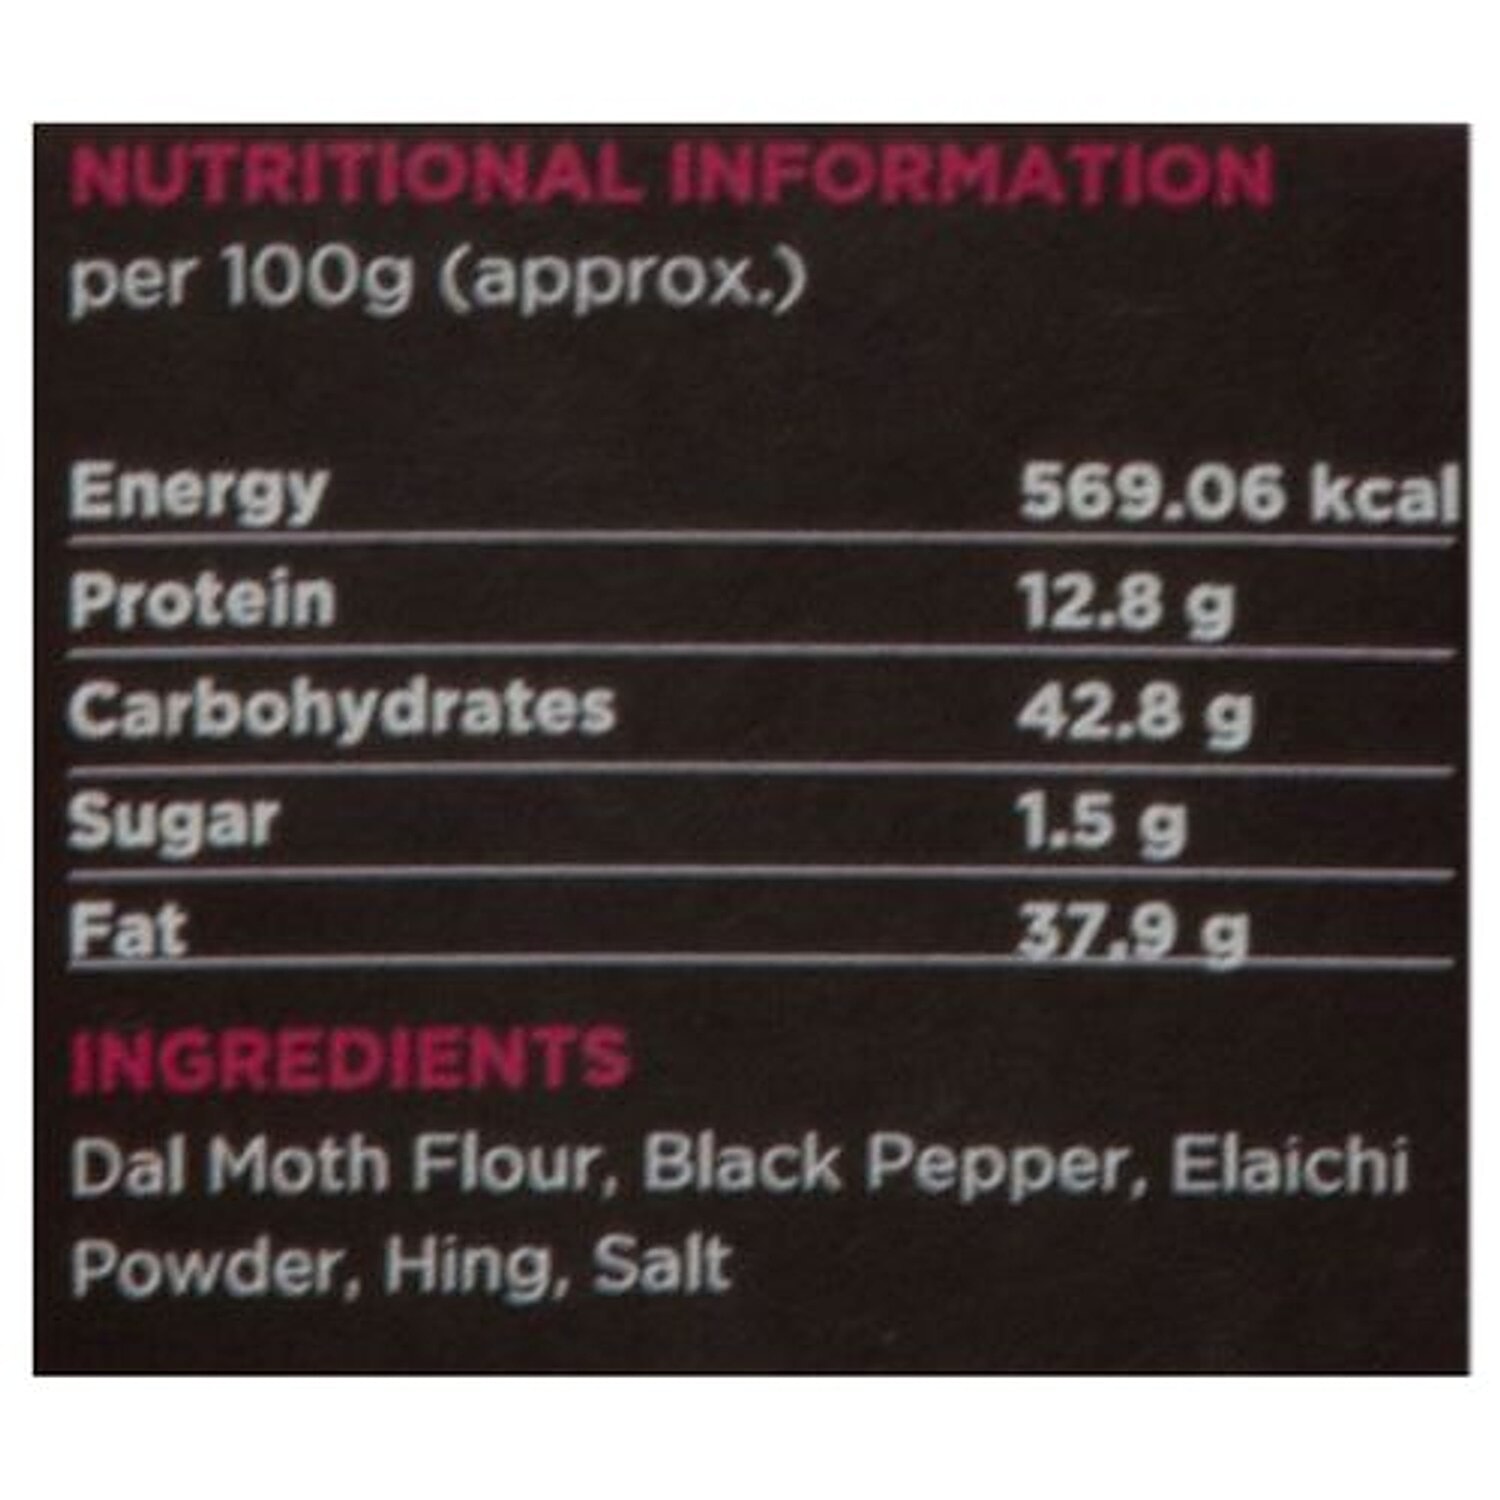 NUTRITIONAL INFORMATION
per 100g (approx.)
Energy 569.06 kcal
Protein 12.8 g
Carbohydrates 42.8 g
Sugar 1.5 g
Fat 37.9 g
INGREDIENTS
Dal Moth Flour, Black Pepper, Elaichi
Powder, Hing, Salt